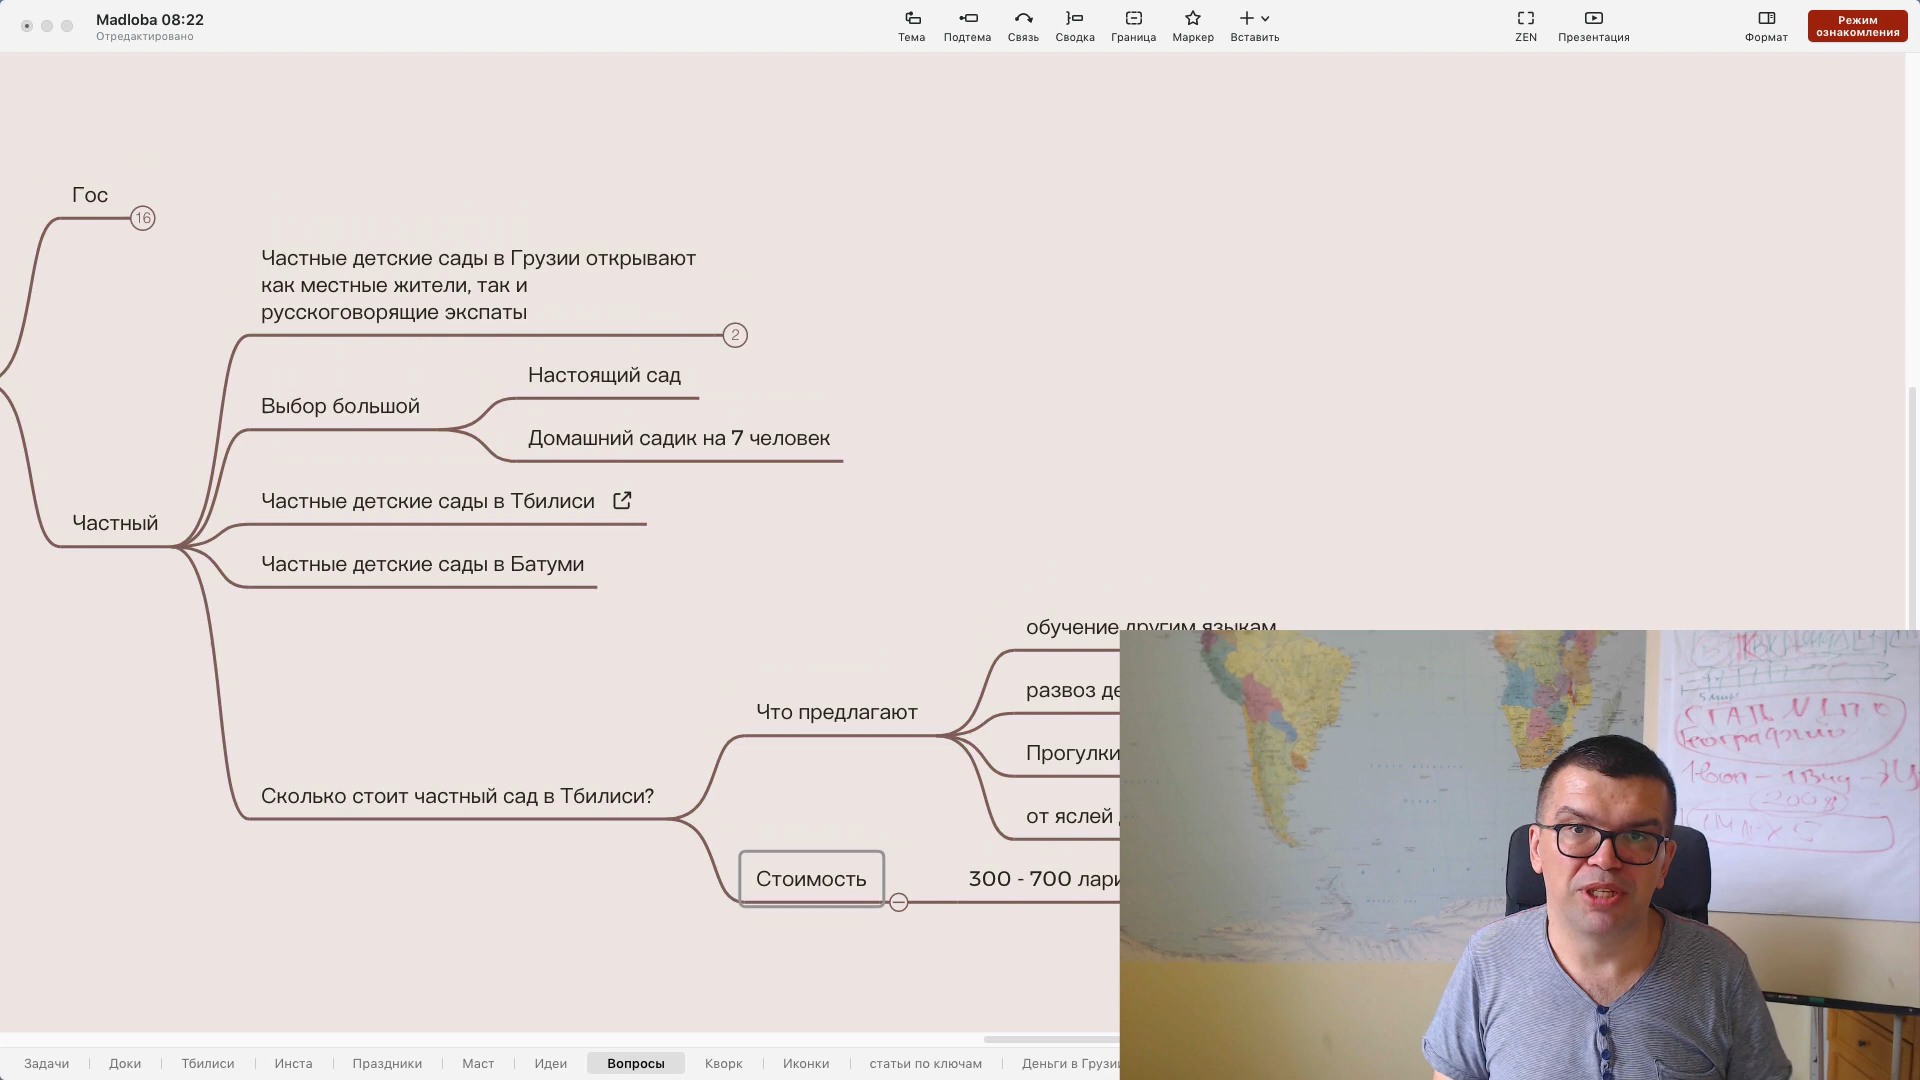 Madloba 08:22
Отредактировано
Тема
Подтема
Связь
Сводка
Граница
Маркер
Вставить
ZEN
Презентация
Формат
Режим
ознакомления
Гос
16
Частные детские сады в Грузии открывают
как местные жители, так и
русскоговорящие экспаты
2
Настоящий сад
Выбор большой
Домашний садик на 7 человек
Частные детские сады в Тбилиси
Частный
Частные детские сады в Батуми
обучение другим языкам
развоз
Что предлагают
Прогулки
Сколько стоит частный сад в Тбилиси?
от яслей
Стоимость
300 - 700 лари
Задачи
Доки
Тбилиси
Инста
Праздники
Маст
Идеи
Вопросы
Кворк
Иконки
статьи по ключам
Деньги в Грузии